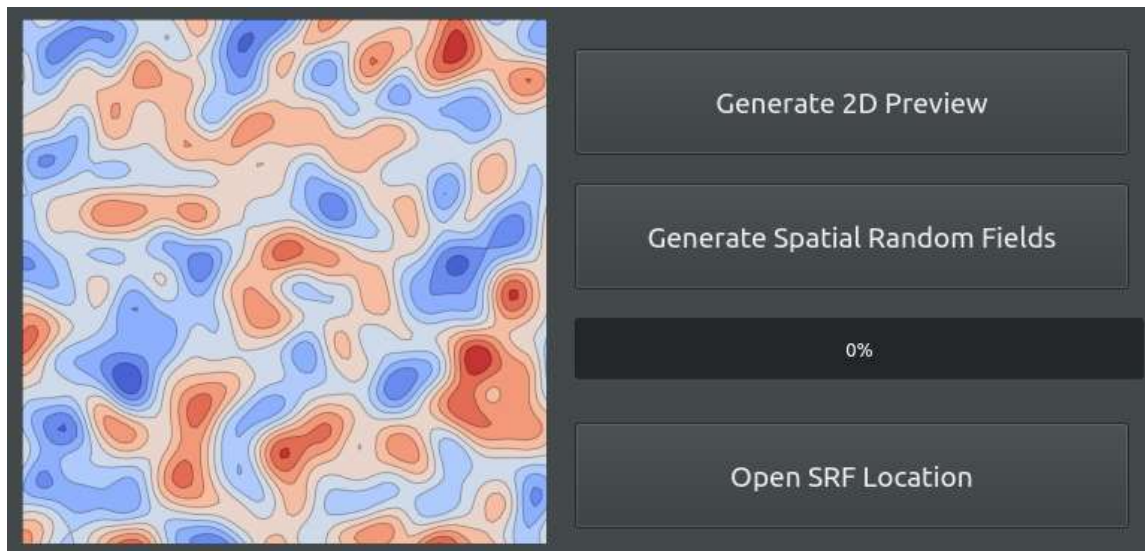 Generate 2D Preview
Generate Spatial Random Fields
0%
Open SRF Location